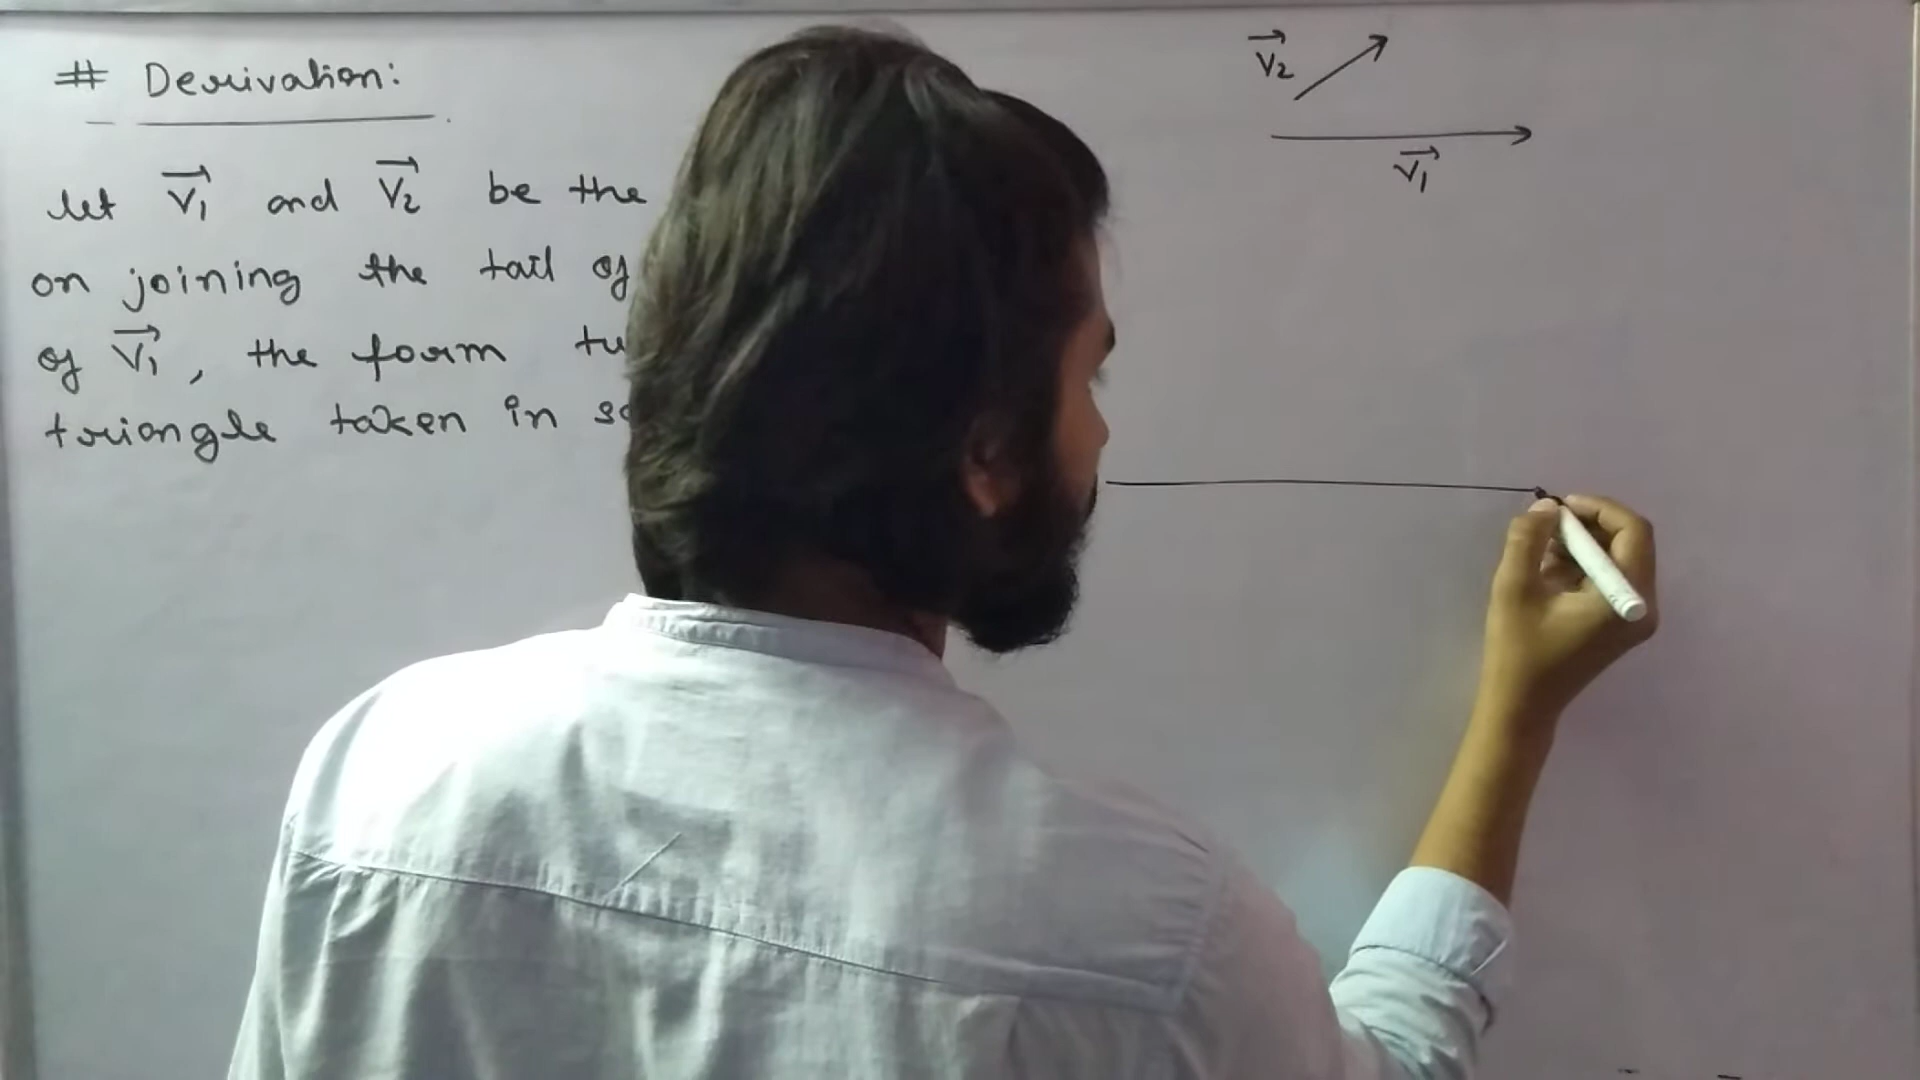 # Derivation:
let V₁ and V₂ be the
on joining the tail of
of V₁, the form
triangle taken in
V₂
V₁